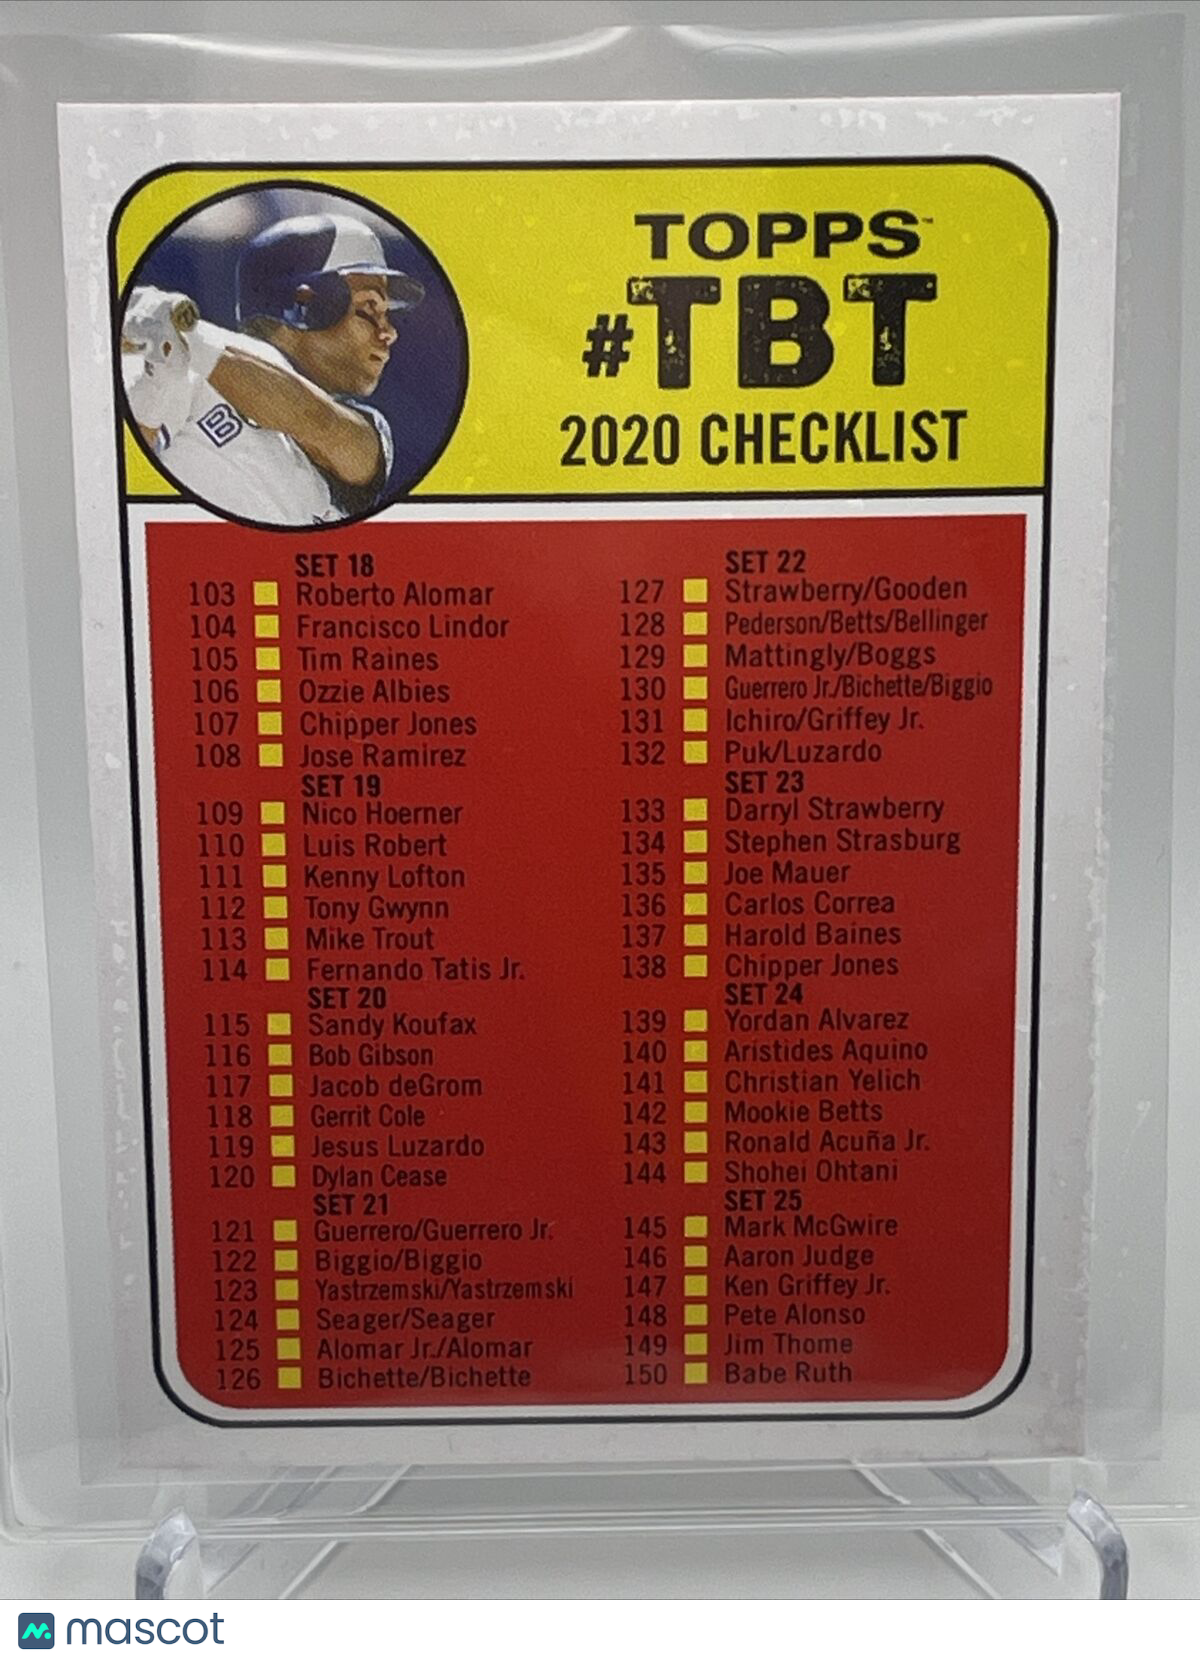 TOPPS™
#TBT
2020 CHECKLIST
B
SET 18
103 Roberto Alomar
104 Francisco Lindor
105 Tim Raines
106 Ozzie Albies
107 Chipper Jones
108 Jose Ramirez
SET 19
109 Nico Hoerner
110 Luis Robert
111 Kenny Lofton
112 Tony Gwynn
113 Mike Trout
114 Fernando Tatis Jr.
SET 20
115 Sandy Koufax
116 Bob Gibson
117 Jacob deGrom
118 Gerrit Cole
119 Jesus Luzardo
120 Dylan Cease
SET 21
121 Guerrero/Guerrero Jr.
122 Biggio/Biggio
123 Yastrzemski/Yastrzemski
124 Seager/Seager
125 Alomar Jr./Alomar
126 Bichette/Bichette
SET 22
127 Strawberry/Gooden
128 Pederson/Betts/Bellinger
129 Mattingly/Boggs
130 Guerrero Jr./Bichette/Biggio
131 Ichiro/Griffey Jr.
132 Puk/Luzardo
SET 23
133 Darryl Strawberry
134 Stephen Strasburg
135 Joe Mauer
136 Carlos Correa
137 Harold Baines
138 Chipper Jones
SET 24
139 Yordan Alvarez
140 Aristides Aquino
141 Christian Yelich
142 Mookie Betts
143 Ronald Acuña Jr.
144 Shohei Ohtani
SET 25
145 Mark McGwire
146 Aaron Judge
147 Ken Griffey Jr.
148 Pete Alonso
149 Jim Thome
150 Babe Ruth
mascot